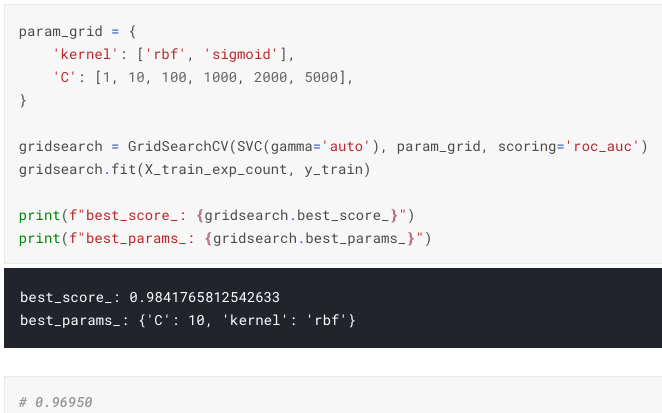 param_grid = {
    'kernel': ['rbf', 'sigmoid'],
    'C': [1, 10, 100, 1000, 2000, 5000],
}
gridsearch = GridSearchCV(SVC(gamma='auto'), param_grid, scoring='roc_auc')
gridsearch.fit(X_train_exp_count, y_train)
print(f"best_score_: {gridsearch.best_score_}")
print(f"best_params_: {gridsearch.best_params_}")
best_score_: 0.9841765812542633
best_params_: {'C': 10, 'kernel': 'rbf'}
# 0.96950